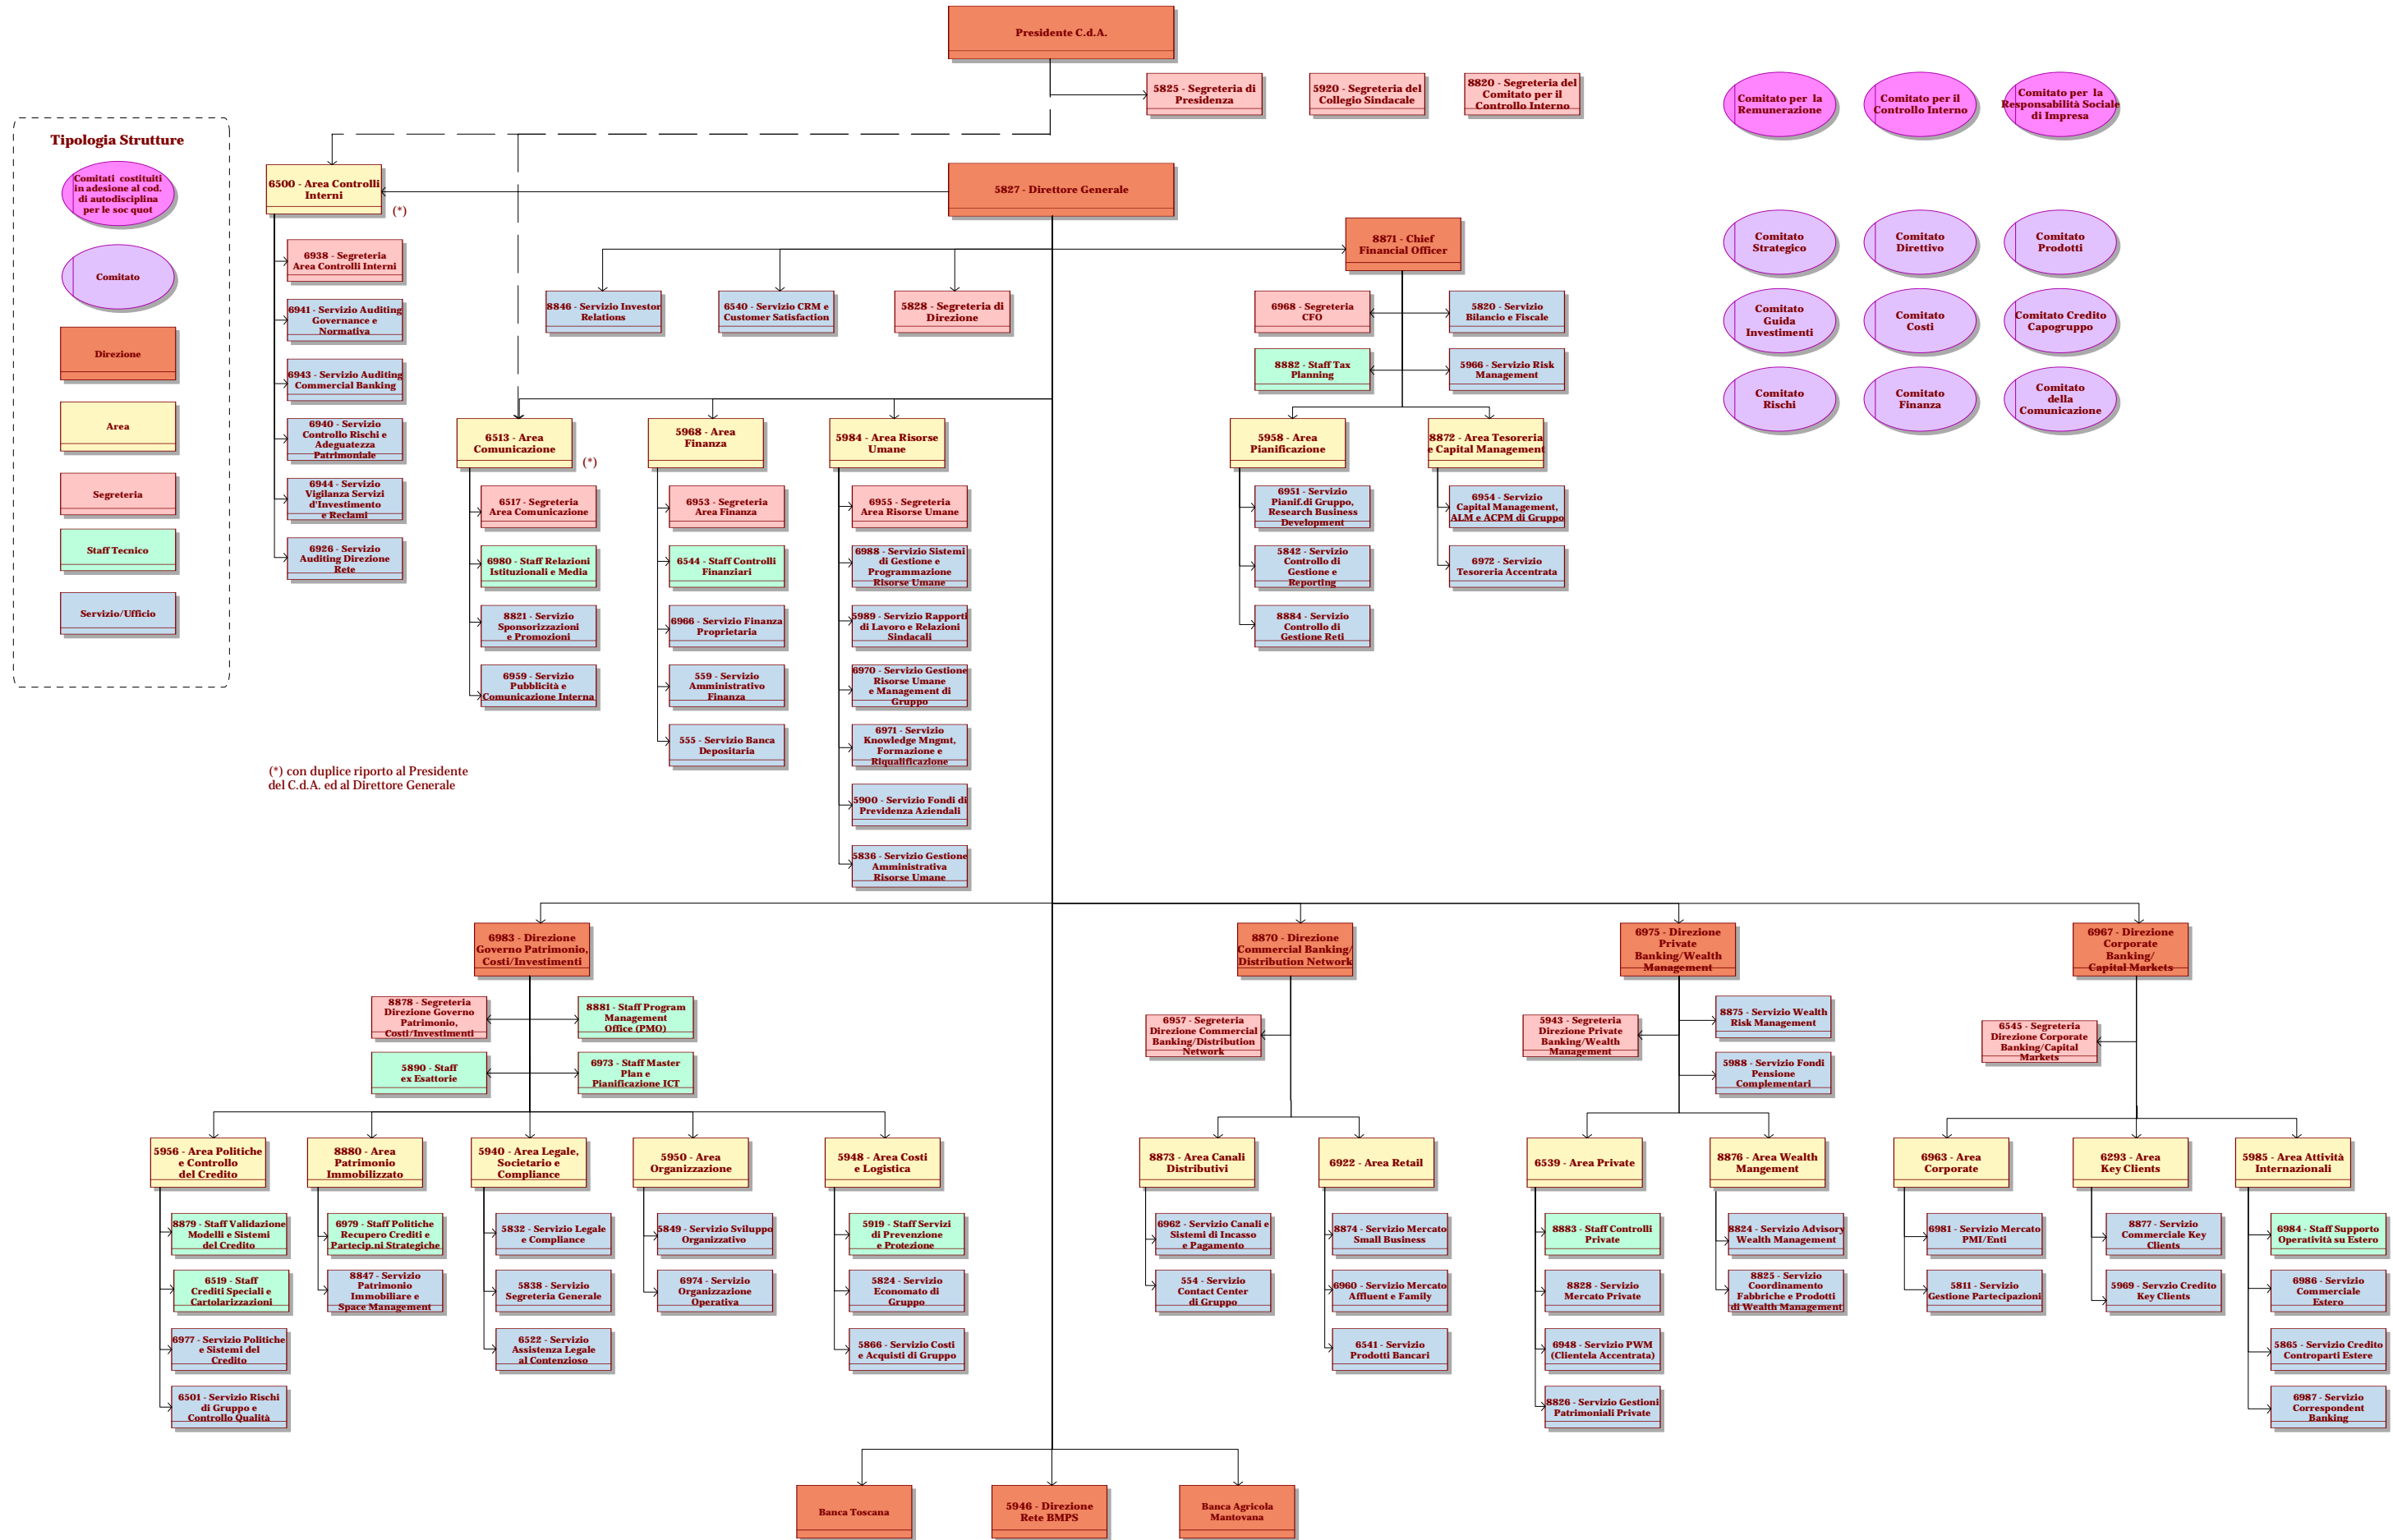 Presidente C.d.A.
5825 - Segreteria di
Presidenza
5920 - Segreteria del
Collegio Sindacale
8820 - Segreteria del
Comitato per il
Controllo Interno
Comitato per la
Remunerazione
Comitato per il
Controllo Interno
Comitato per la
Responsabilità Sociale
di Impresa
Tipologia Strutture
Comitati costituiti
in adesione al cod.
di autodisciplina
per le soc quot
Comitato
Direzione
Area
Segreteria
Staff Tecnico
Servizio/Ufficio
6500 - Area Controlli
Interni
(*)
5827 - Direttore Generale
8871 - Chief
Financial Officer
Comitato
Strategico
Comitato
Direttivo
Comitato
Prodotti
Comitato
Guida
Investimenti
Comitato
Costi
Comitato Credito
Capogruppo
Comitato
Rischi
Comitato
Finanza
Comitato
della
Comunicazione
6938 - Segreteria
Area Controlli Interni
6941 - Servizio Auditing
Governance e
Normativa
6943 - Servizio Auditing
Commercial Banking
6940 - Servizio
Controllo Rischi e
Adeguatezza
Patrimoniale
6944 - Servizio
Vigilanza Servizi
d'Investimento
e Reclami
6926 - Servizio
Auditing Direzione
Rete
8846 - Servizio Investor
Relations
6540 - Servizio CRM e
Customer Satisfaction
5828 - Segreteria di
Direzione
6968 - Segreteria
CFO
5820 - Servizio
Bilancio e Fiscale
8882 - Staff Tax
Planning
5966 - Servizio Risk
Management
6513 - Area
Comunicazione
(*)
5968 - Area
Finanza
5984 - Area Risorse
Umane
5958 - Area
Pianificazione
8872 - Area Tesoreria
e Capital Management
6517 - Segreteria
Area Comunicazione
6980 - Staff Relazioni
Istituzionali e Media
8821 - Servizio
Sponsorizzazioni
e Promozioni
6959 - Servizio
Pubblicità e
Comunicazione Interna
6953 - Segreteria
Area Finanza
6544 - Staff Controlli
Finanziari
6966 - Servizio Finanza
Proprietaria
559 - Servizio
Amministrativo
Finanza
555 - Servizio Banca
Depositaria
6955 - Segreteria
Area Risorse Umane
6988 - Servizio Sistemi
di Gestione e
Programmazione
Risorse Umane
5989 - Servizio Rapporti
di Lavoro e Relazioni
Sindacali
6970 - Servizio Gestione
Risorse Umane
e Management di
Gruppo
6971 - Servizio
Knowledge Mngmt,
Formazione e
Riqualificazione
5900 - Servizio Fondi di
Previdenza Aziendali
5836 - Servizio Gestione
Amministrativa
Risorse Umane
6951 - Servizio
Pianif.di Gruppo,
Research Business
Development
5842 - Servizio
Controllo di
Gestione e
Reporting
8884 - Servizio
Controllo di
Gestione Reti
6954 - Servizio
Capital Management,
ALM e ACPM di Gruppo
6972 - Servizio
Tesoreria Accentrata
(*) con duplice riporto al Presidente
del C.d.A. ed al Direttore Generale
6983 - Direzione
Governo Patrimonio,
Costi/Investimenti
8870 - Direzione
Commercial Banking/
Distribution Network
6975 - Direzione
Private
Banking/Wealth
Management
6967 - Direzione
Corporate
Banking/
Capital Markets
8878 - Segreteria
Direzione Governo
Patrimonio,
Costi/Investimenti
8881 - Staff Program
Management
Office (PMO)
5890 - Staff
ex Esattorie
6973 - Staff Master
Plan e
Pianificazione ICT
6957 - Segreteria
Direzione Commercial
Banking/Distribution
Network
5943 - Segreteria
Direzione Private
Banking/Wealth
Management
8875 - Servizio Wealth
Risk Management
5988 - Servizio Fondi
Pensione
Complementari
6545 - Segreteria
Direzione Corporate
Banking/Capital
Markets
5956 - Area Politiche
e Controllo
del Credito
8880 - Area
Patrimonio
Immobilizzato
5940 - Area Legale,
Societario e
Compliance
5950 - Area
Organizzazione
5948 - Area Costi
e Logistica
8873 - Area Canali
Distributivi
6922 - Area Retail
6539 - Area Private
8876 - Area Wealth
Mangement
6963 - Area
Corporate
6293 - Area
Key Clients
5985 - Area Attività
Internazionali
8879 - Staff Validazione
Modelli e Sistemi
del Credito
6519 - Staff
Crediti Speciali e
Cartolarizzazioni
6977 - Servizio Politiche
e Sistemi del
Credito
6501 - Servizio Rischi
di Gruppo e
Controllo Qualità
6979 - Staff Politiche
Recupero Crediti e
Partecip.ni Strategiche
8847 - Servizio
Patrimonio
Immobiliare e
Space Management
5832 - Servizio Legale
e Compliance
5838 - Servizio
Segreteria Generale
6522 - Servizio
Assistenza Legale
al Contenzioso
5849 - Servizio Sviluppo
Organizzativo
6974 - Servizio
Organizzazione
Operativa
5919 - Staff Servizi
di Prevenzione
e Protezione
5824 - Servizio
Economato di
Gruppo
5866 - Servizio Costi
e Acquisti di Gruppo
6962 - Servizio Canali e
Sistemi di Incasso
e Pagamento
554 - Servizio
Contact Center
di Gruppo
8874 - Servizio Mercato
Small Business
6960 - Servizio Mercato
Affluent e Family
6541 - Servizio
Prodotti Bancari
8883 - Staff Controlli
Private
8828 - Servizio
Mercato Private
6948 - Servizio PWM
(Clientela Accentrata)
8826 - Servizio Gestioni
Patrimoniali Private
8824 - Servizio Advisory
Wealth Management
8825 - Servizio
Coordinamento
Fabbriche e Prodotti
di Wealth Management
6981 - Servizio Mercato
PMI/Enti
5811 - Servizio
Gestione Partecipazioni
8877 - Servizio
Commerciale Key
Clients
5969 - Servzio Credito
Key Clients
6984 - Staff Supporto
Operatività su Estero
6986 - Servizio
Commerciale
Estero
5865 - Servizio Credito
Controparti Estere
6987 - Servizio
Correspondent
Banking
Banca Toscana
5946 - Direzione
Rete BMPS
Banca Agricola
Mantovana